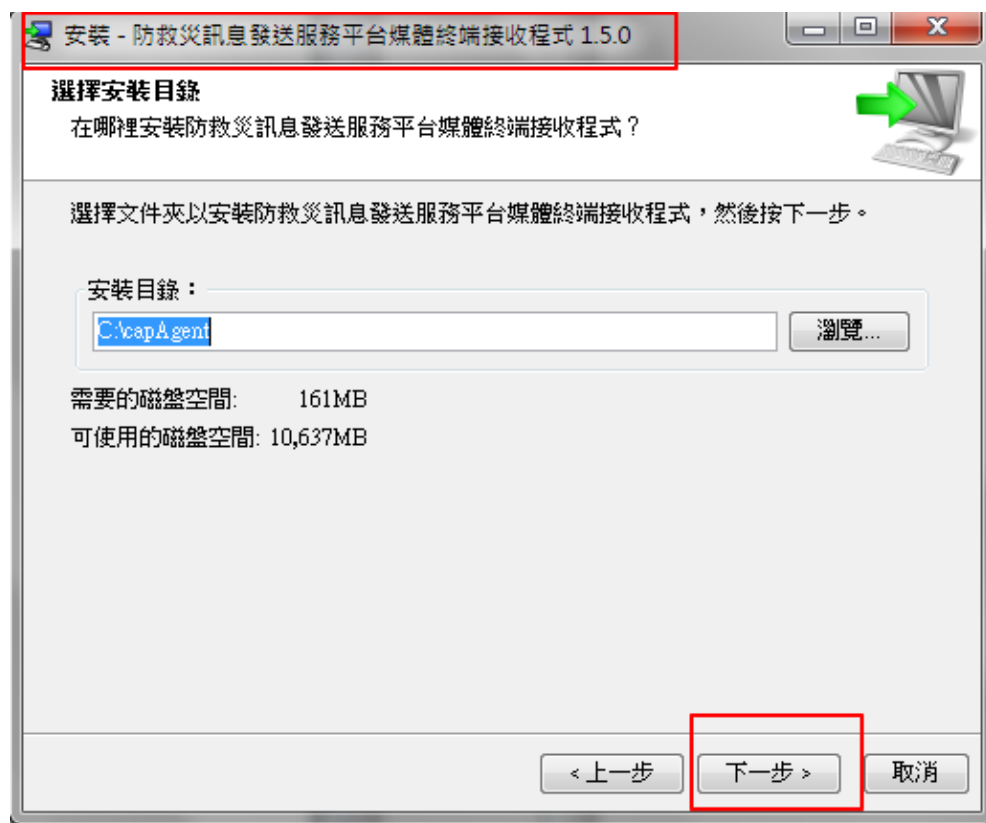 安裝 - 防救災訊息發送服務平台媒體終端接收程式 1.5.0
選擇安裝目錄
在哪裡安裝防救災訊息發送服務平台媒體終端接收程式？
選擇文件夾以安裝防救災訊息發送服務平台媒體終端接收程式，然後按下一步。
安裝目錄：
C:\capAgent
瀏覽...
需要的磁盤空間: 161MB
可使用的磁盤空間: 10,637MB
<上一步 下一步> 取消